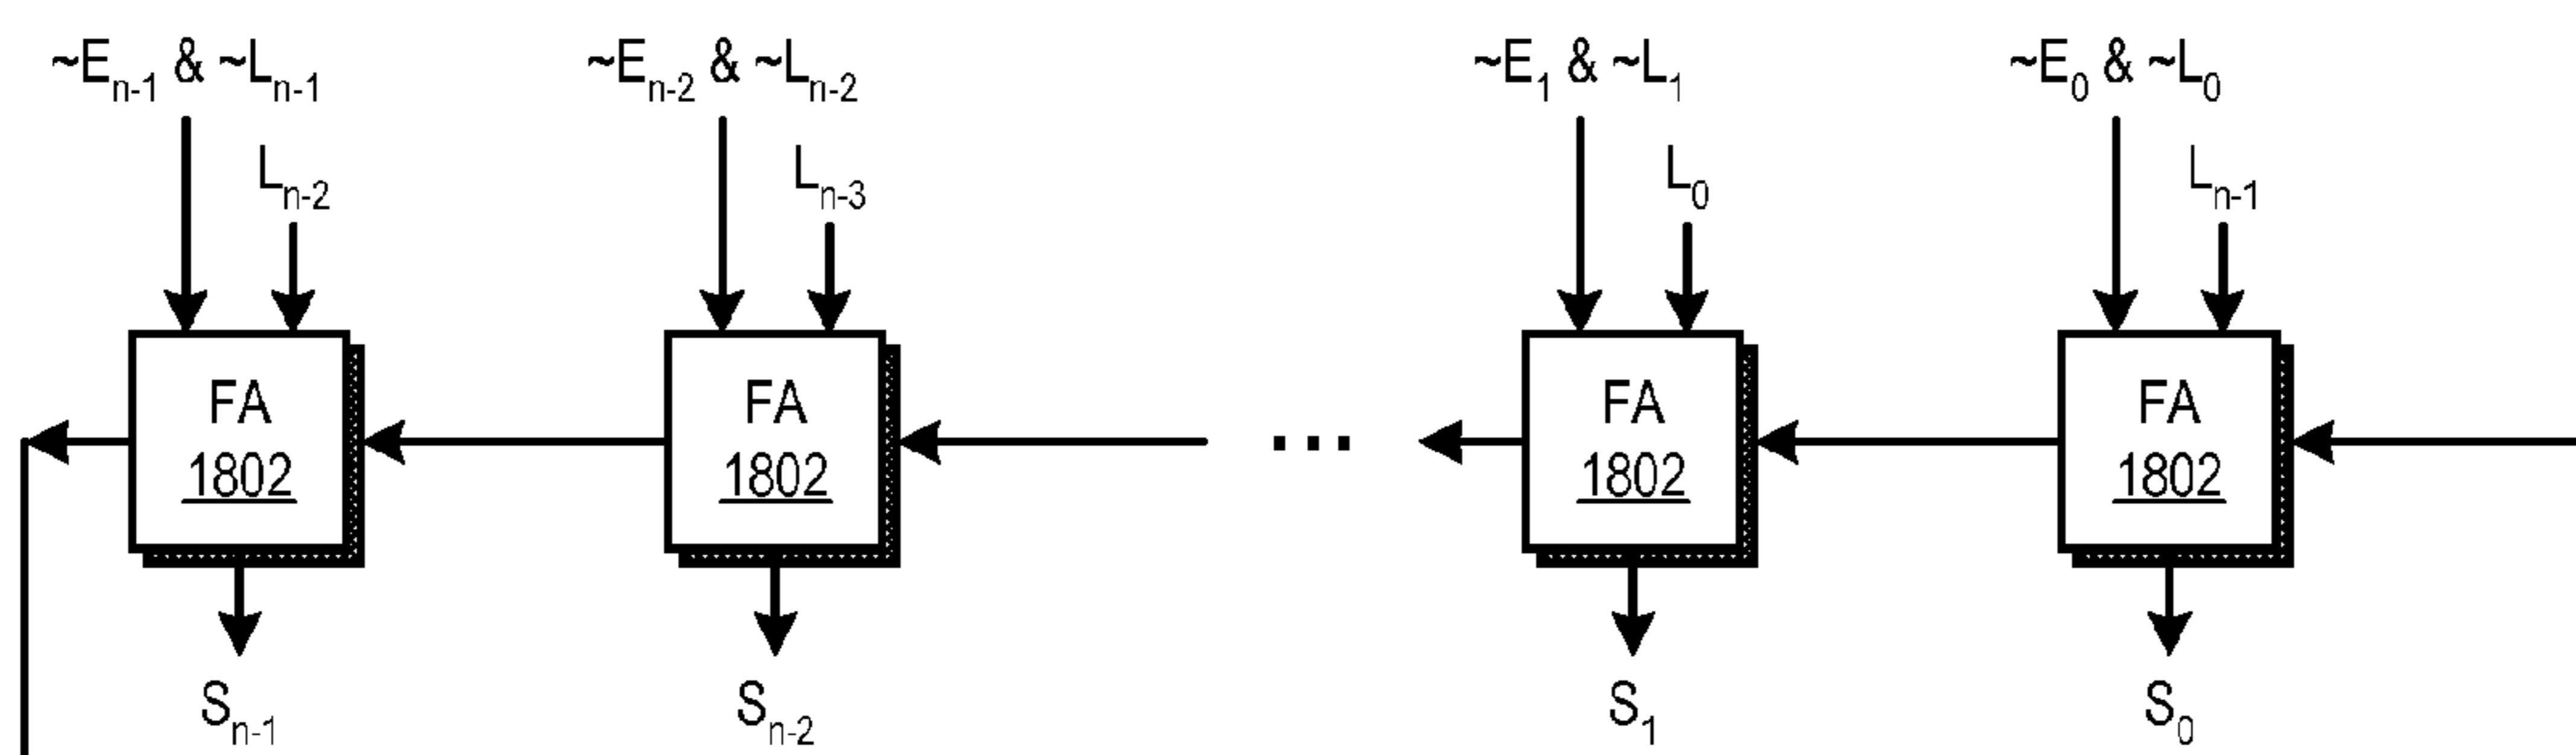 ~Eₙ₋₁ & ~Lₙ₋₁ ~Eₙ₋₂ & ~Lₙ₋₂ ~E₁ & ~L₁ ~E₀ & ~L₀
Lₙ₋₂ Lₙ₋₃ L₀ Lₙ₋₁
FA FA FA FA
1802 1802 ... 1802 1802
Sₙ₋₁ Sₙ₋₂ S₁ S₀